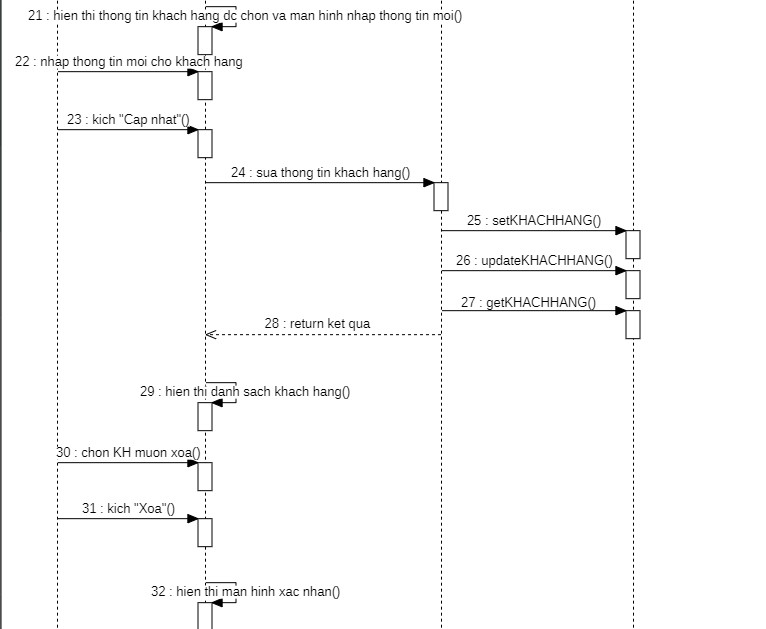 21 : hien thi thong tin khach hang dc chon va man hinh nhap thong tin moi()
22 : nhap thong tin moi cho khach hang
23 : kich "Cap nhat"()
24 : sua thong tin khach hang()
25 : setKHACHHANG()
26 : updateKHACHHANG()
27 : getKHACHHANG()
28 : return ket qua
29 : hien thi danh sach khach hang()
30 : chon KH muon xoa()
31 : kich "Xoa"()
32 : hien thi man hinh xac nhan()